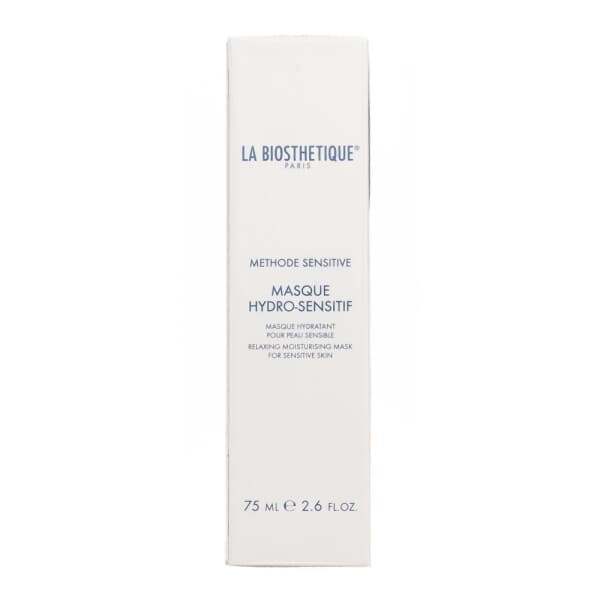 LA BIOSTHETIQUE®
PARIS
METHODE SENSITIVE
MASQUE
HYDRO-SENSITIF
MASQUE HYDRATANT
POUR PEAU SENSIBLE
RELAXING MOISTURISING MASK
FOR SENSITIVE SKIN
75 ML ℮ 2.6 FL.OZ.